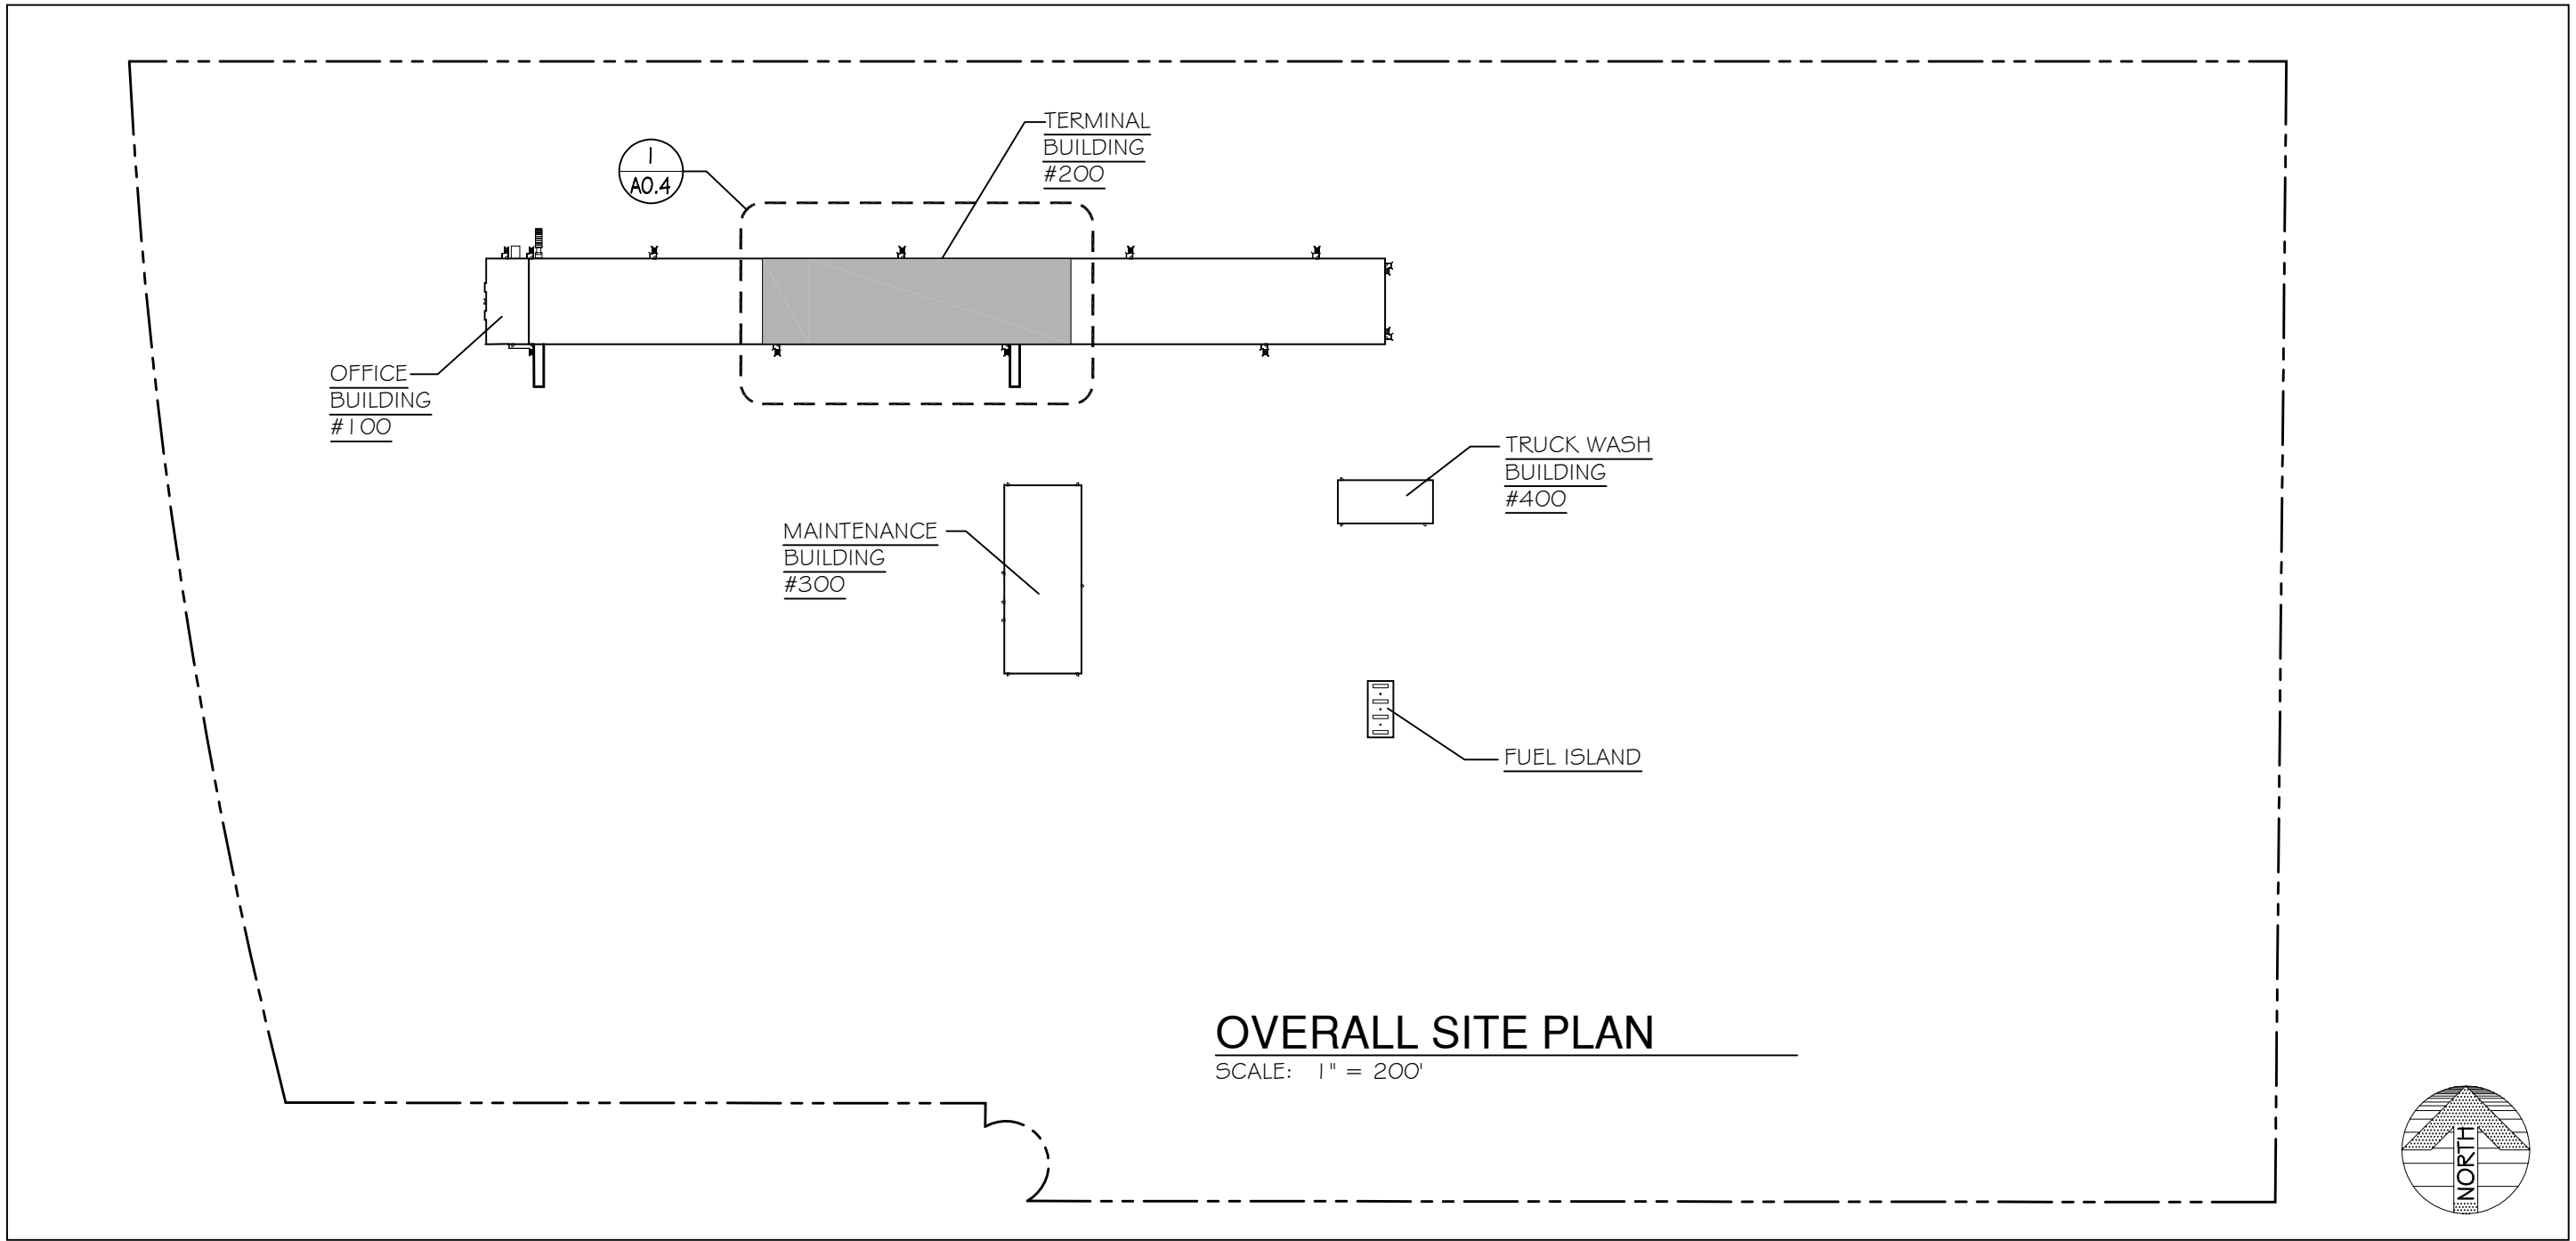 TERMINAL
BUILDING
#200
1
A0.4
OFFICE
BUILDING
#100
TRUCK WASH
BUILDING
#400
MAINTENANCE
BUILDING
#300
FUEL ISLAND
OVERALL SITE PLAN
SCALE: 1" = 200'
NORTH